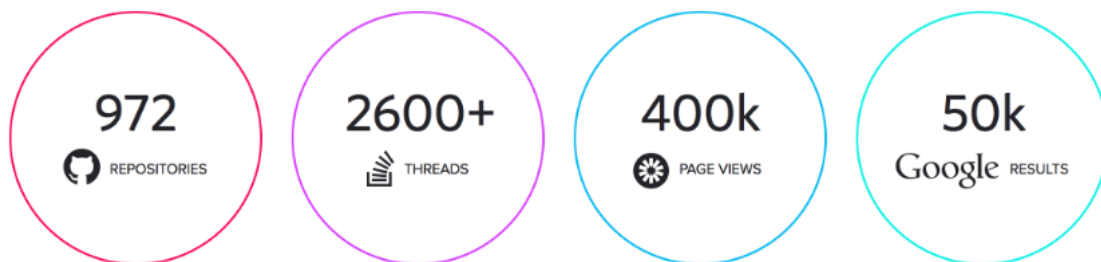 972
REPOSITORIES
2600+
THREADS
400k
PAGE VIEWS
50k
Google RESULTS